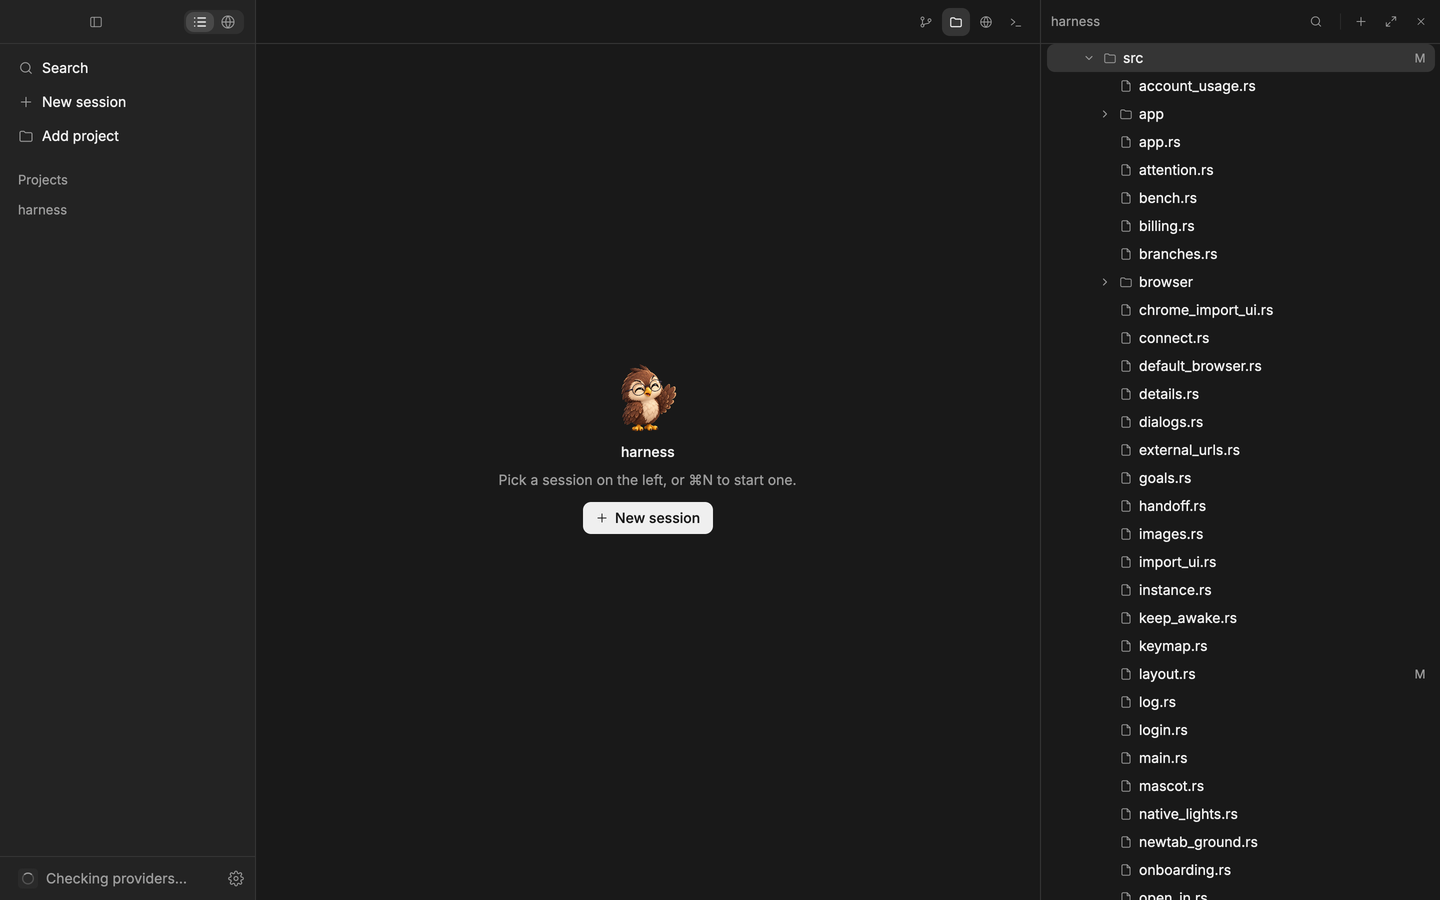 harness
Search
New session
Add project
Projects
harness
harness
Pick a session on the left, or ⌘N to start one.
New session
Checking providers...
src M
account_usage.rs
app
app.rs
attention.rs
bench.rs
billing.rs
branches.rs
browser
chrome_import_ui.rs
connect.rs
default_browser.rs
details.rs
dialogs.rs
external_urls.rs
goals.rs
handoff.rs
images.rs
import_ui.rs
instance.rs
keep_awake.rs
keymap.rs
layout.rs M
log.rs
login.rs
main.rs
mascot.rs
native_lights.rs
newtab_ground.rs
onboarding.rs
open_in.rs